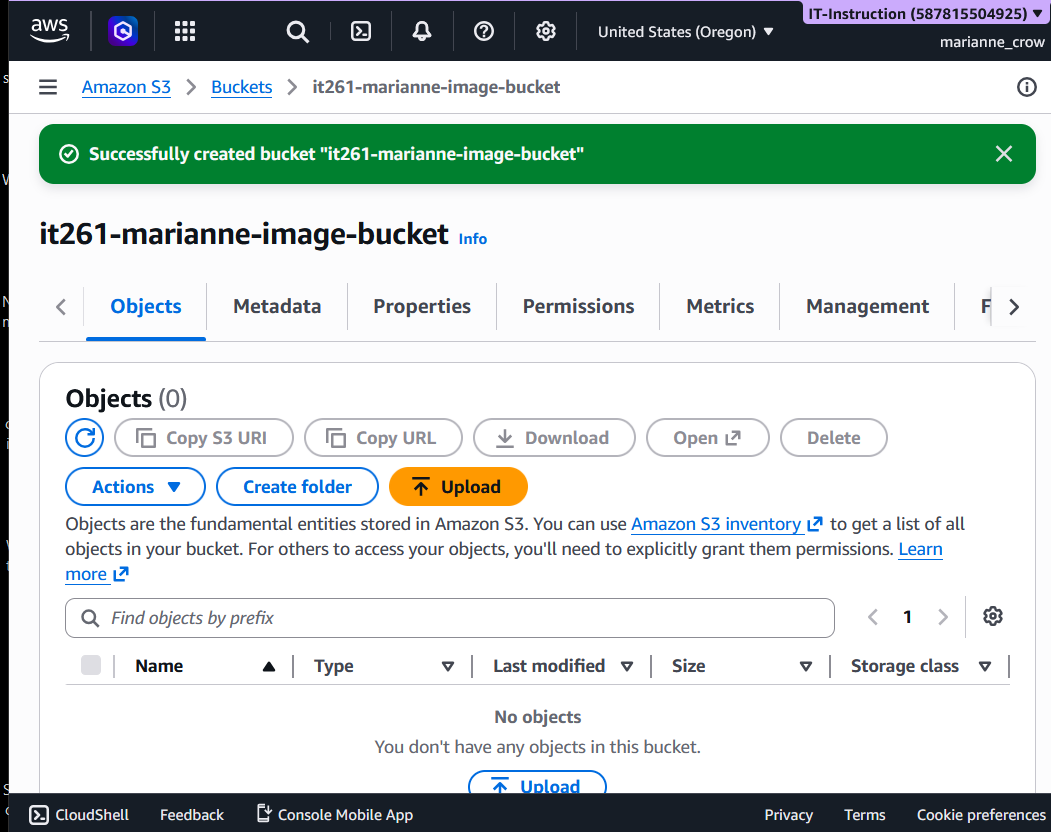 aws
United States (Oregon)
IT-Instruction (587815504925)
marianne_crow
Amazon S3
Buckets
it261-marianne-image-bucket
Successfully created bucket "it261-marianne-image-bucket"
it261-marianne-image-bucket Info
Objects Metadata Properties Permissions Metrics Management
Objects (0)
Copy S3 URI Copy URL Download Open Delete
Actions Create folder Upload
Objects are the fundamental entities stored in Amazon S3. You can use Amazon S3 inventory to get a list of all
objects in your bucket. For others to access your objects, you'll need to explicitly grant them permissions. Learn
more
Find objects by prefix
1
Name Type Last modified Size Storage class
No objects
You don't have any objects in this bucket.
Upload
CloudShell Feedback Console Mobile App Privacy Terms Cookie preferences